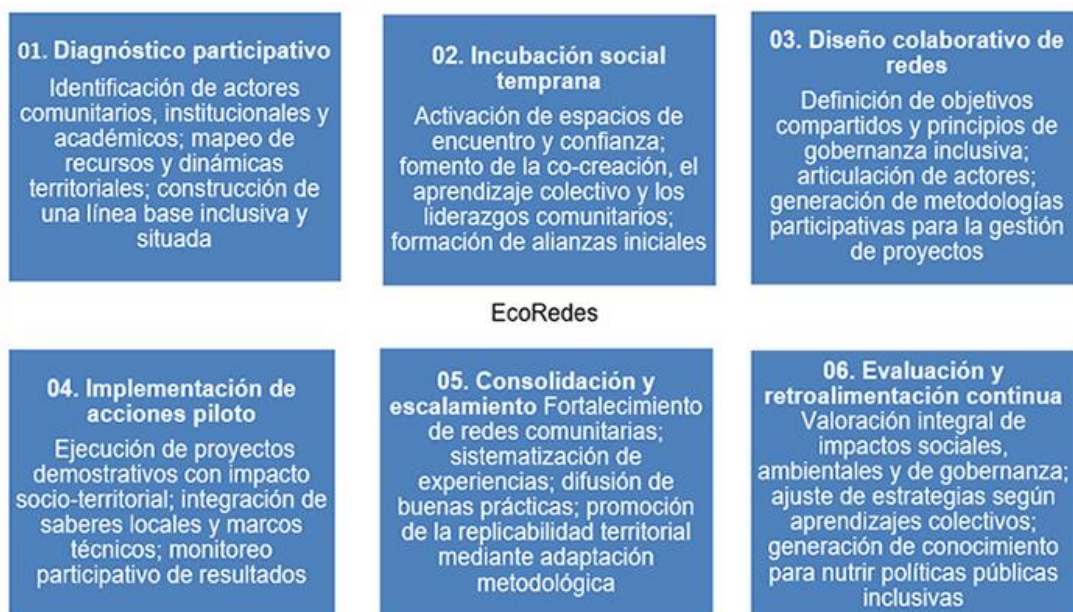 01. Diagnóstico participativo
Identificación de actores
comunitarios, institucionales y
académicos; mapeo de
recursos y dinámicas
territoriales; construcción de
una línea base inclusiva y
situada
02. Incubación social
temprana
Activación de espacios de
encuentro y confianza;
fomento de la co-creación, el
aprendizaje colectivo y los
liderazgos comunitarios;
formación de alianzas iniciales
03. Diseño colaborativo de
redes
Definición de objetivos
compartidos y principios de
gobernanza inclusiva;
articulación de actores;
generación de metodologías
participativas para la gestión
de proyectos
EcoRedes
04. Implementación de
acciones piloto
Ejecución de proyectos
demostrativos con impacto
socio-territorial; integración de
saberes locales y marcos
técnicos; monitoreo
participativo de resultados
05. Consolidación y
escalamiento Fortalecimiento
de redes comunitarias;
sistematización de
experiencias; difusión de
buenas prácticas; promoción
de la replicabilidad territorial
mediante adaptación
metodológica
06. Evaluación y
retroalimentación continua
Valoración integral de
impactos sociales,
ambientales y de gobernanza;
ajuste de estrategias según
aprendizajes colectivos;
generación de conocimiento
para nutrir políticas públicas
inclusivas